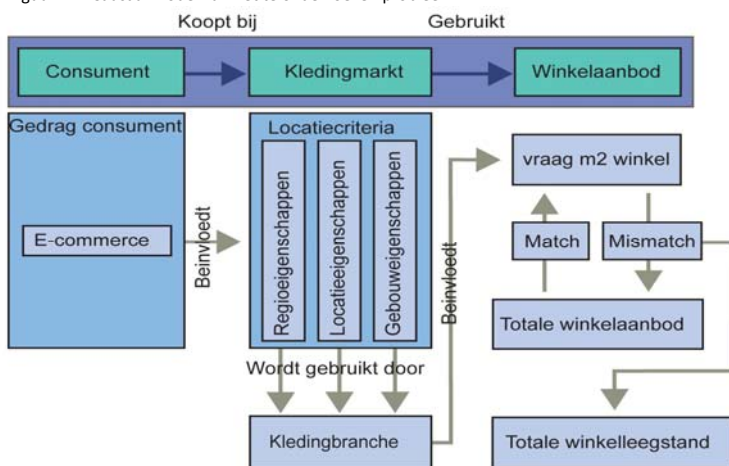 Koopt bij
Gebruikt
Consument
Kledingmarkt
Winkelaanbod
Gedrag consument
E-commerce
Beinvloedt
Locatiecriteria
Regioeigenschappen
Locatieeigenschappen
Gebouweigenschappen
Wordt gebruikt door
Kledingbranche
Beinvloedt
vraag m2 winkel
Match
Mismatch
Totale winkelaanbod
Totale winkelleegstand